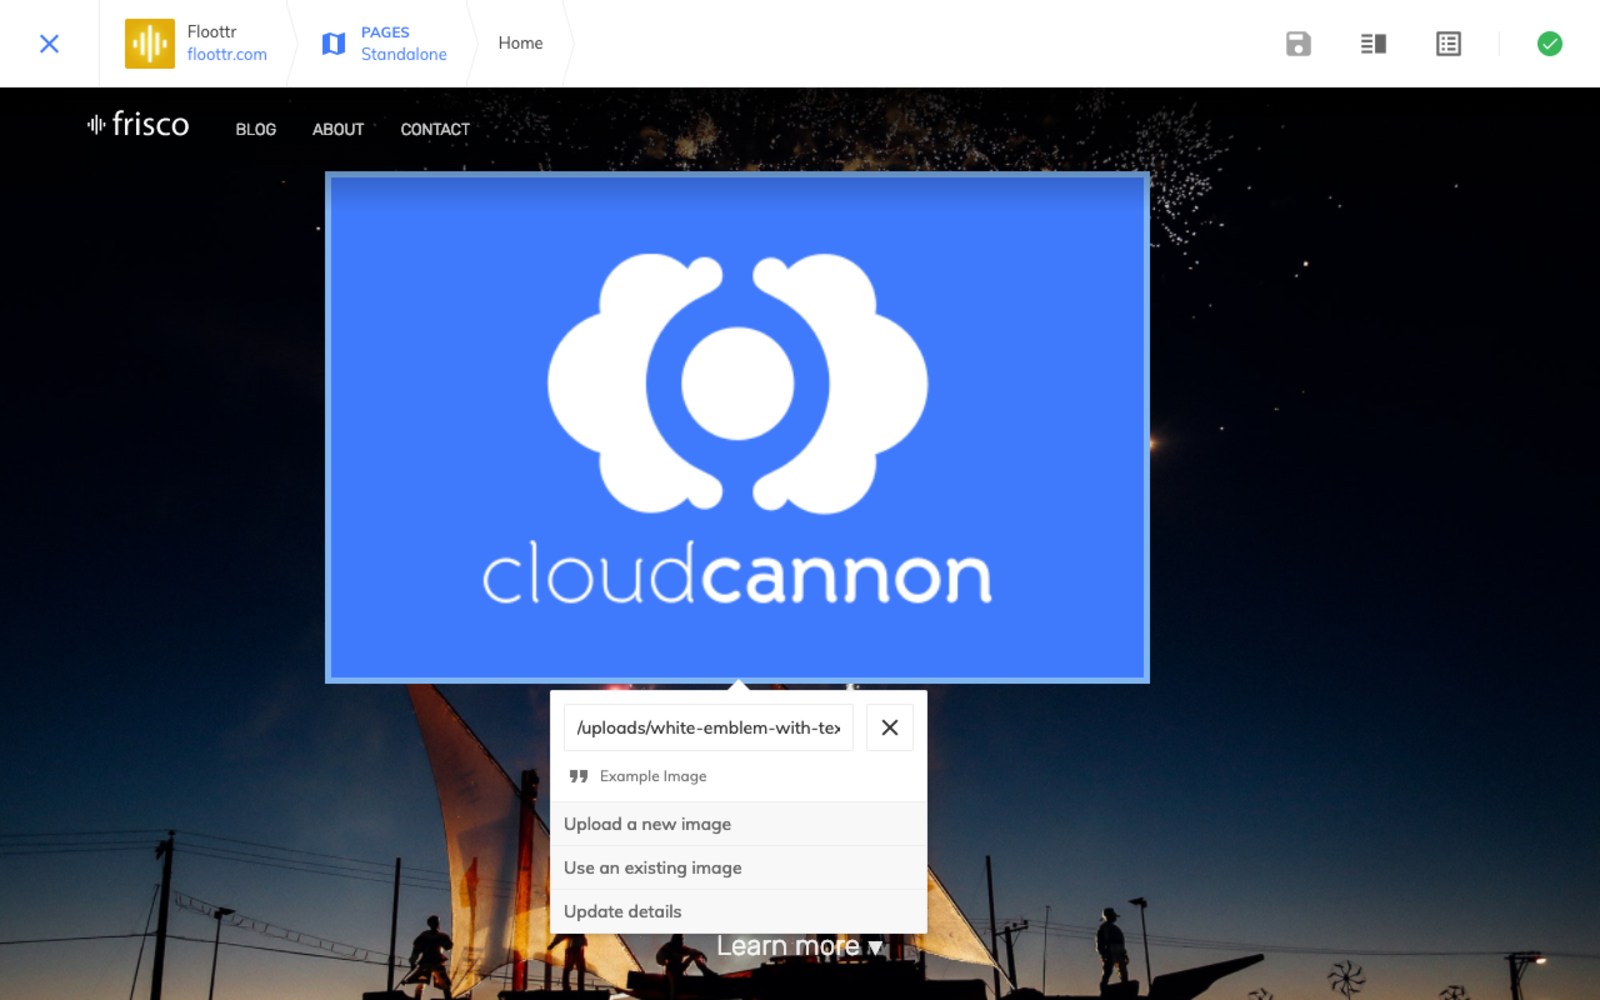 Floottr
floottr.com
PAGES
Standalone
Home
frisco
BLOG
ABOUT
CONTACT
cloudcannon
/uploads/white-emblem-with-tex
Example Image
Upload a new image
Use an existing image
Update details
Learn more ▼